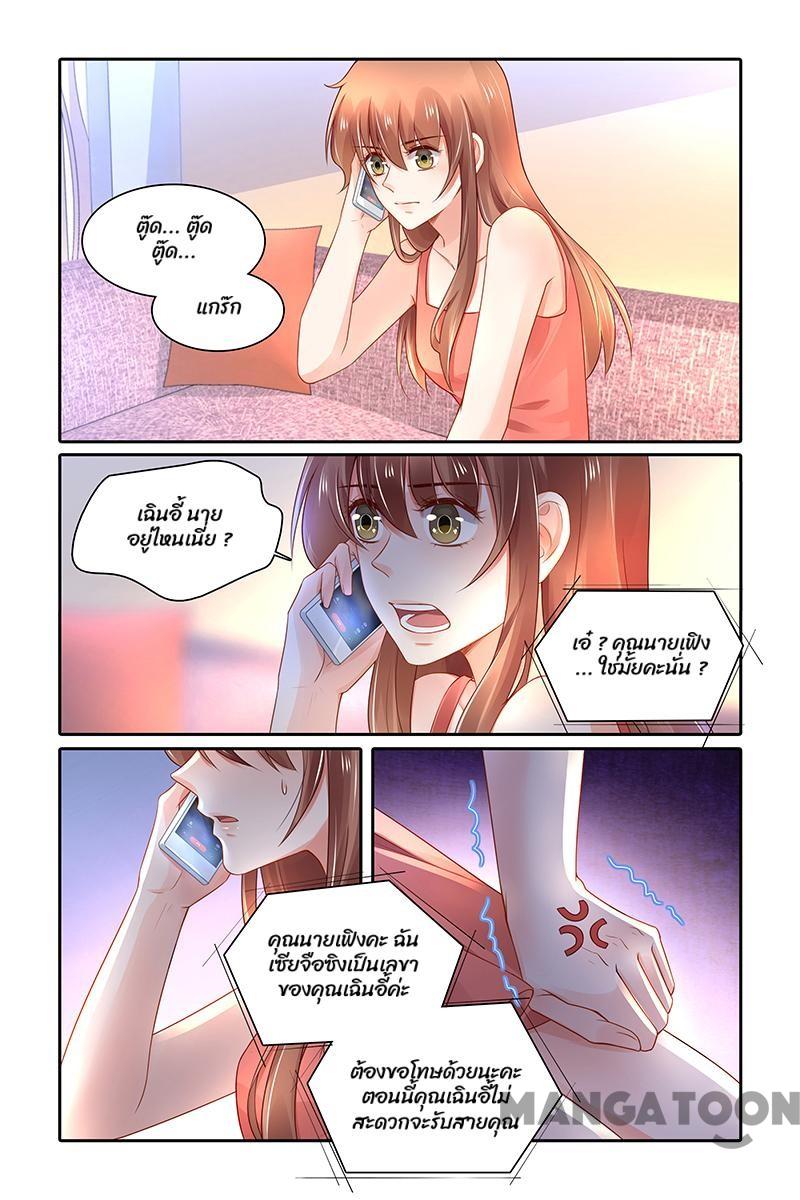 ตู๊ด... ตู๊ด
ตู๊ด...
แกร๊ก
เฉินอี้ นาย
อยู่ไหนเนี่ย ?
เอ๋ ? คุณนายเฟิง
... ใช่มั้ยคะนั่น ?
คุณนายเฟิงคะ ฉัน
เซียจือซิงเป็นเลขา
ของคุณเฉินอี้ค่ะ
ต้องขอโทษด้วยนะคะ
ตอนนี้คุณเฉินอี้ไม่
สะดวกจะรับสายคุณ
MANGATOON